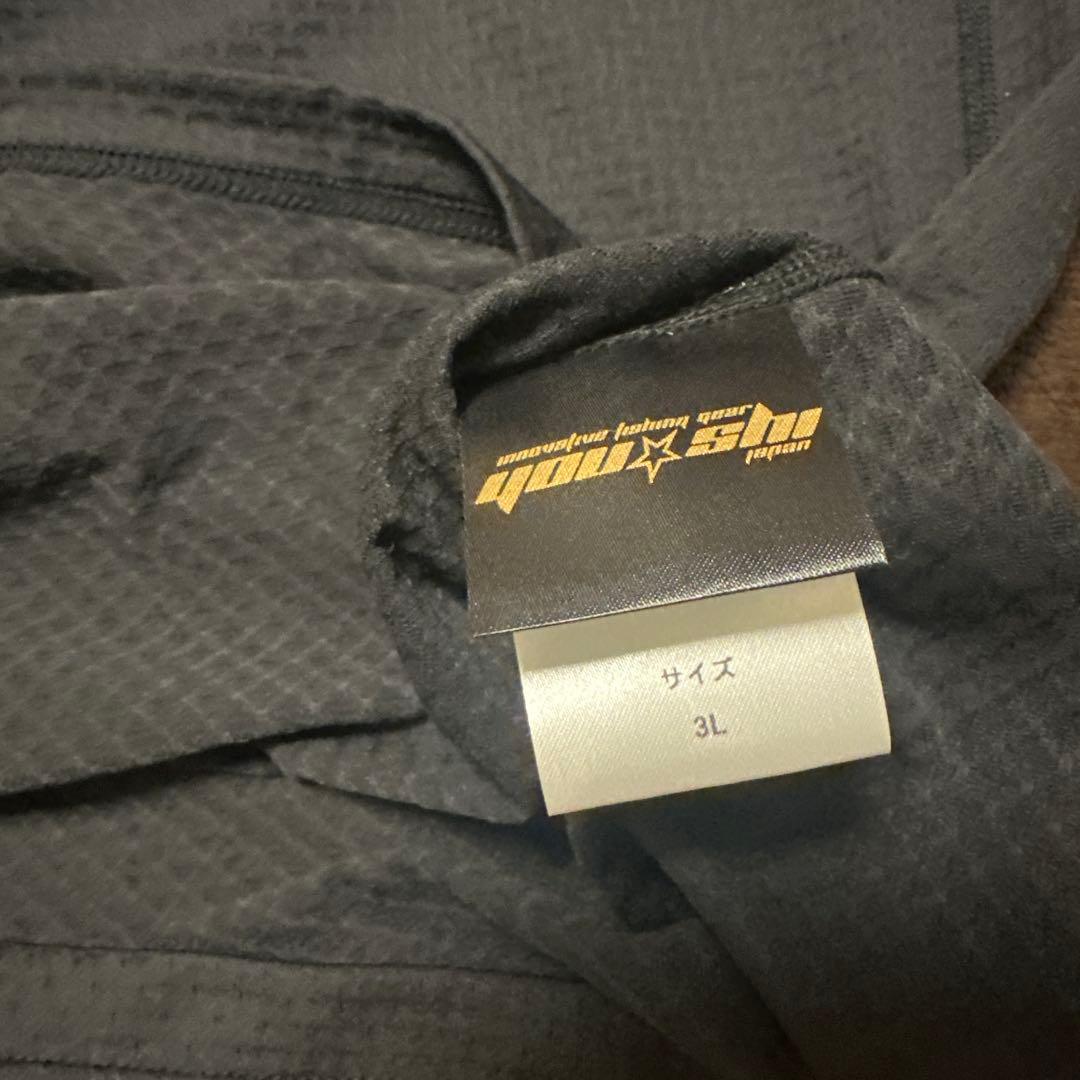 innovative fishing gear
you☆shi
japan
サイズ
3L